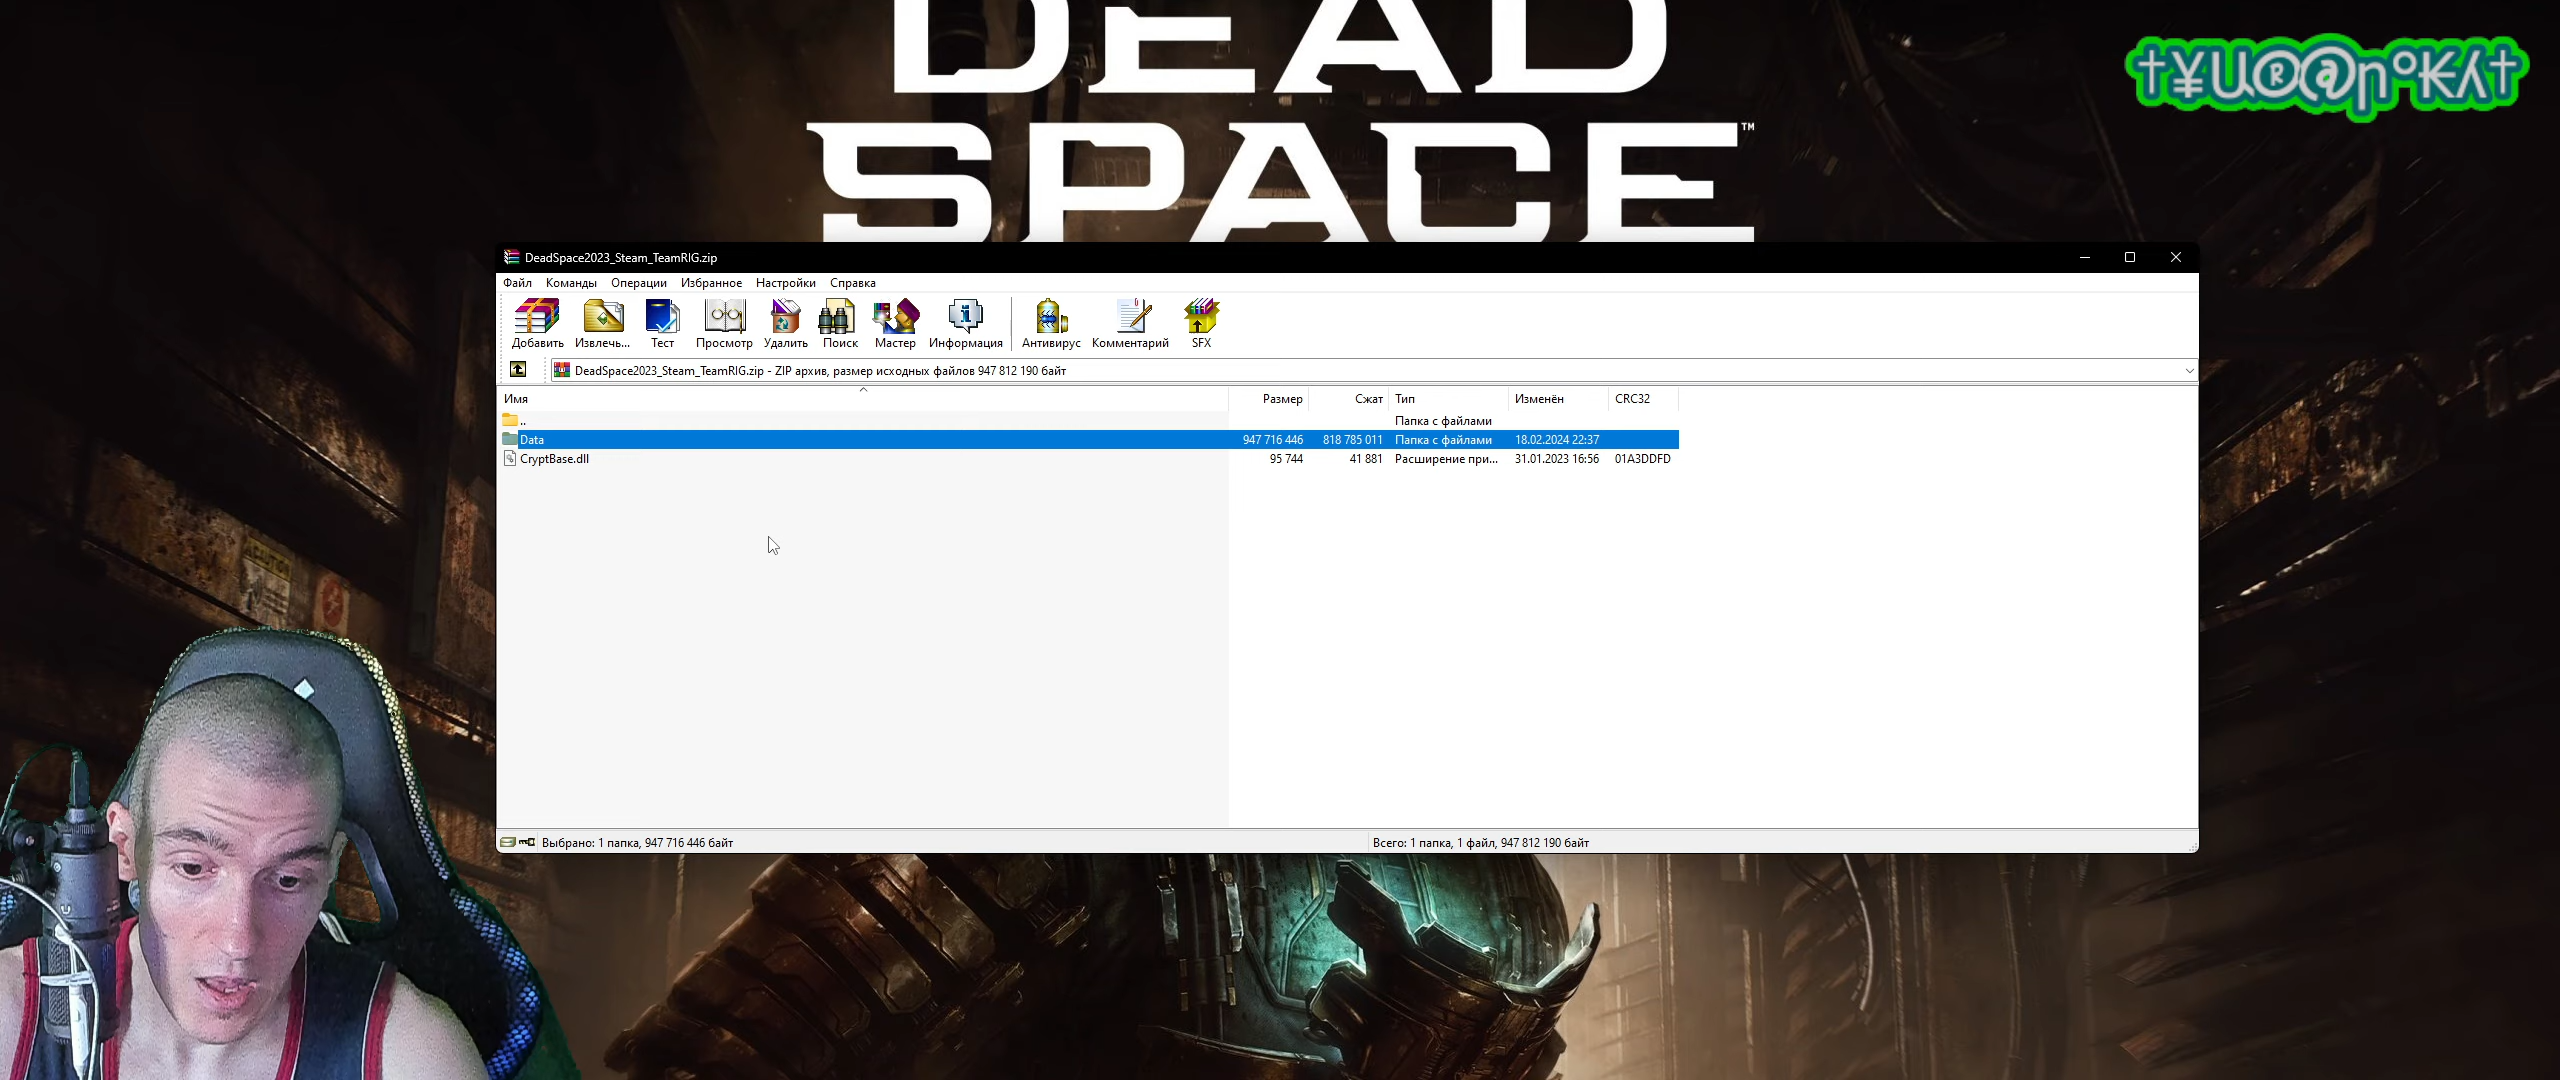 DEAD
SPACE™
†¥U®@ηºKΛ†
DeadSpace2023_Steam_TeamRIG.zip
Файл Команды Операции Избранное Настройки Справка
Добавить Извлечь... Тест Просмотр Удалить Поиск Мастер Информация Антивирус Комментарий SFX
DeadSpace2023_Steam_TeamRIG.zip - ZIP архив, размер исходных файлов 947 812 190 байт
Имя Размер Сжат Тип Изменён CRC32
.. Папка с файлами
Data 947 716 446 818 785 011 Папка с файлами 18.02.2024 22:37
CryptBase.dll 95 744 41 881 Расширение при... 31.01.2023 16:56 01A3DDFD
Выбрано: 1 папка, 947 716 446 байт Всего: 1 папка, 1 файл, 947 812 190 байт
CAUTION